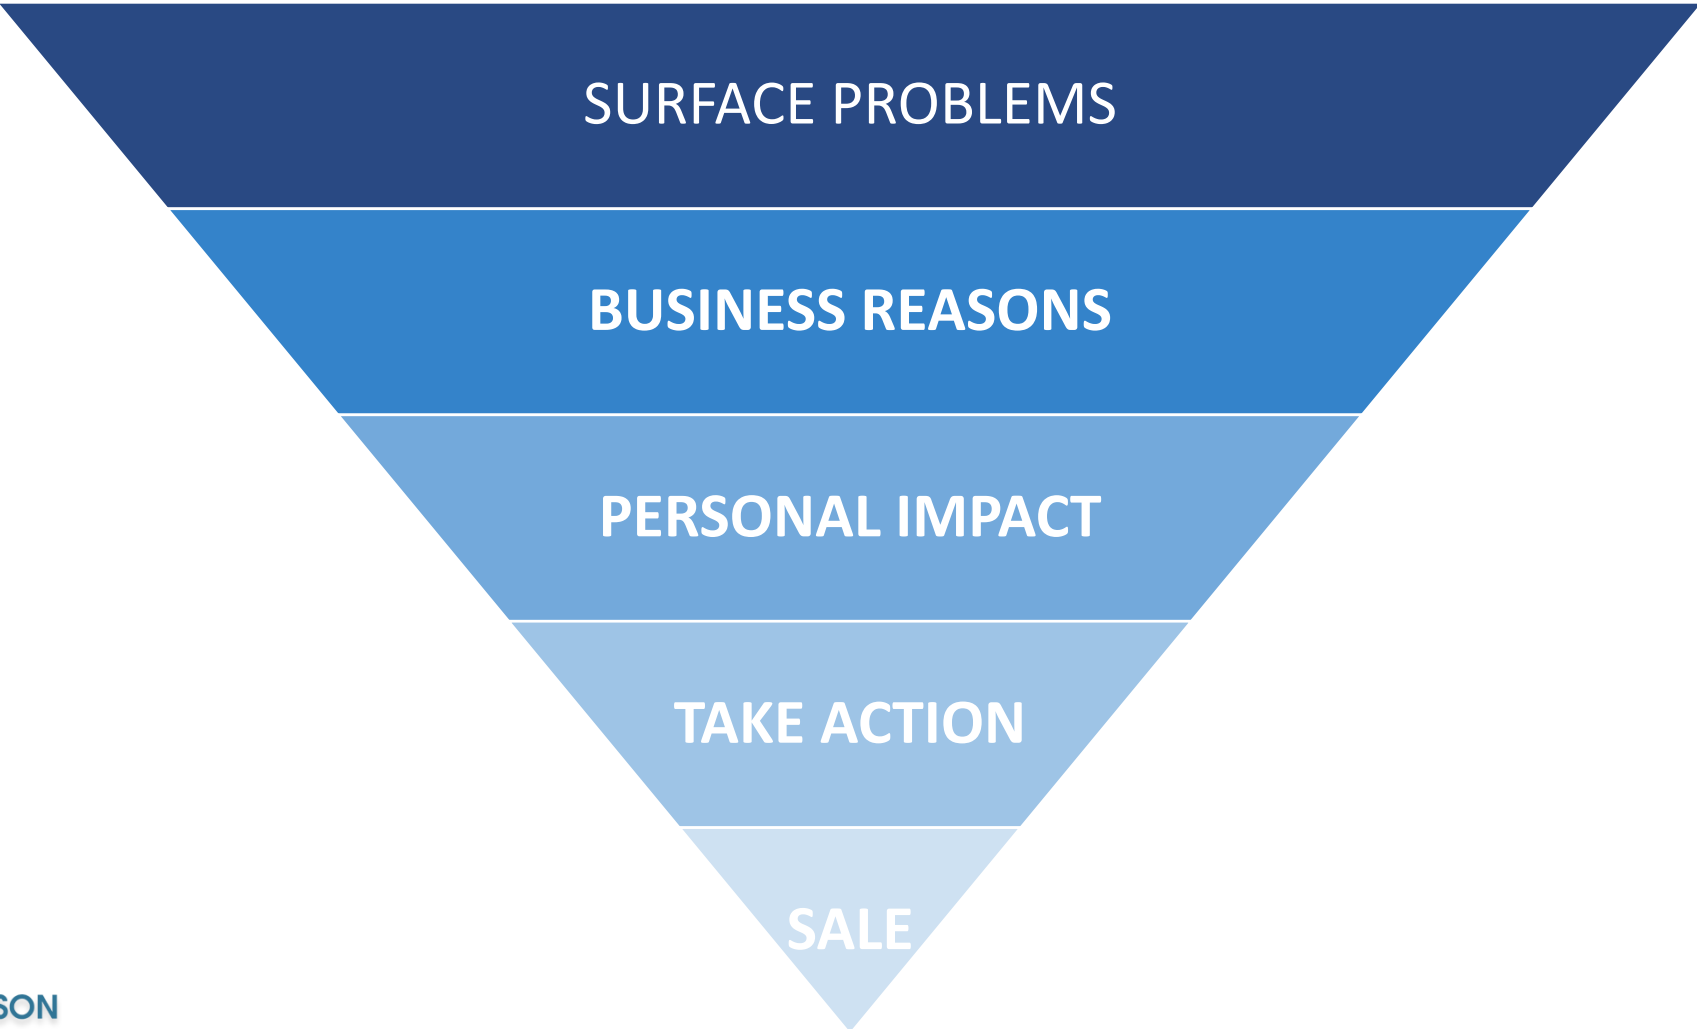 SURFACE PROBLEMS
BUSINESS REASONS
PERSONAL IMPACT
TAKE ACTION
SALE
SON